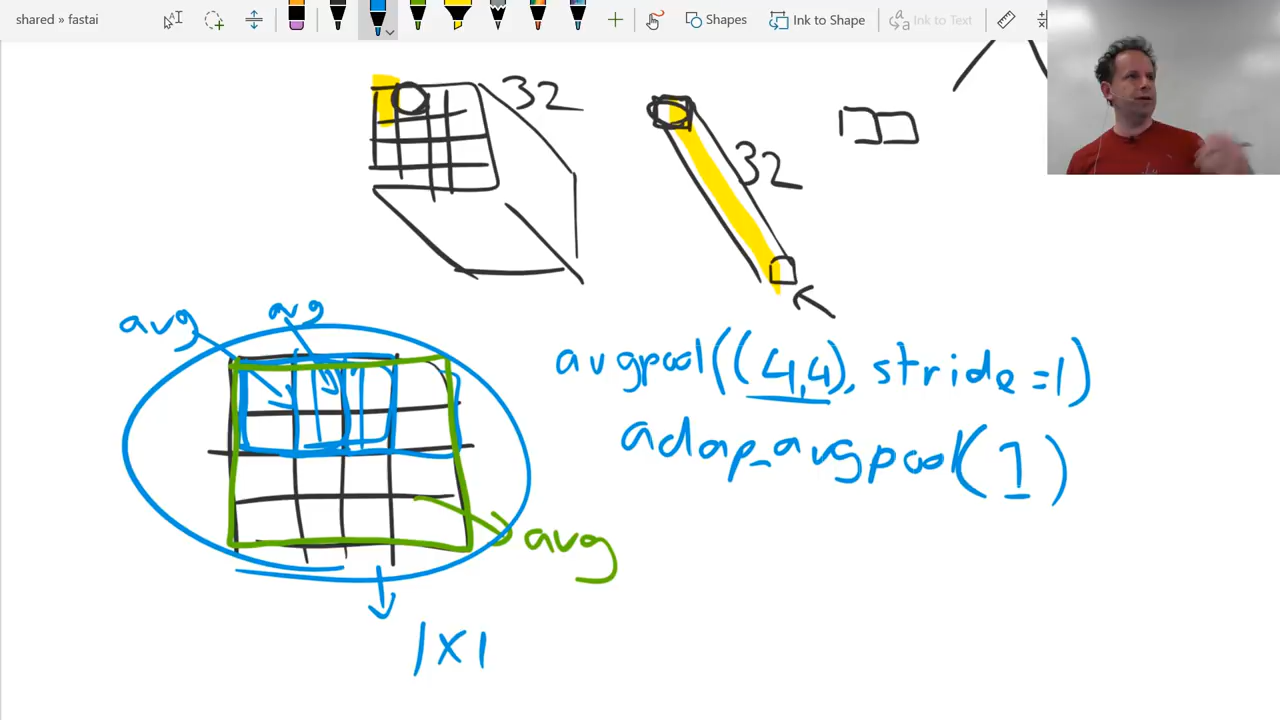 shared » fastai
Shapes
Ink to Shape
Ink to Text
32
32
avg
avg
avgpool((4,4), stride=1)
adap_avgpool(1)
avg
1x1